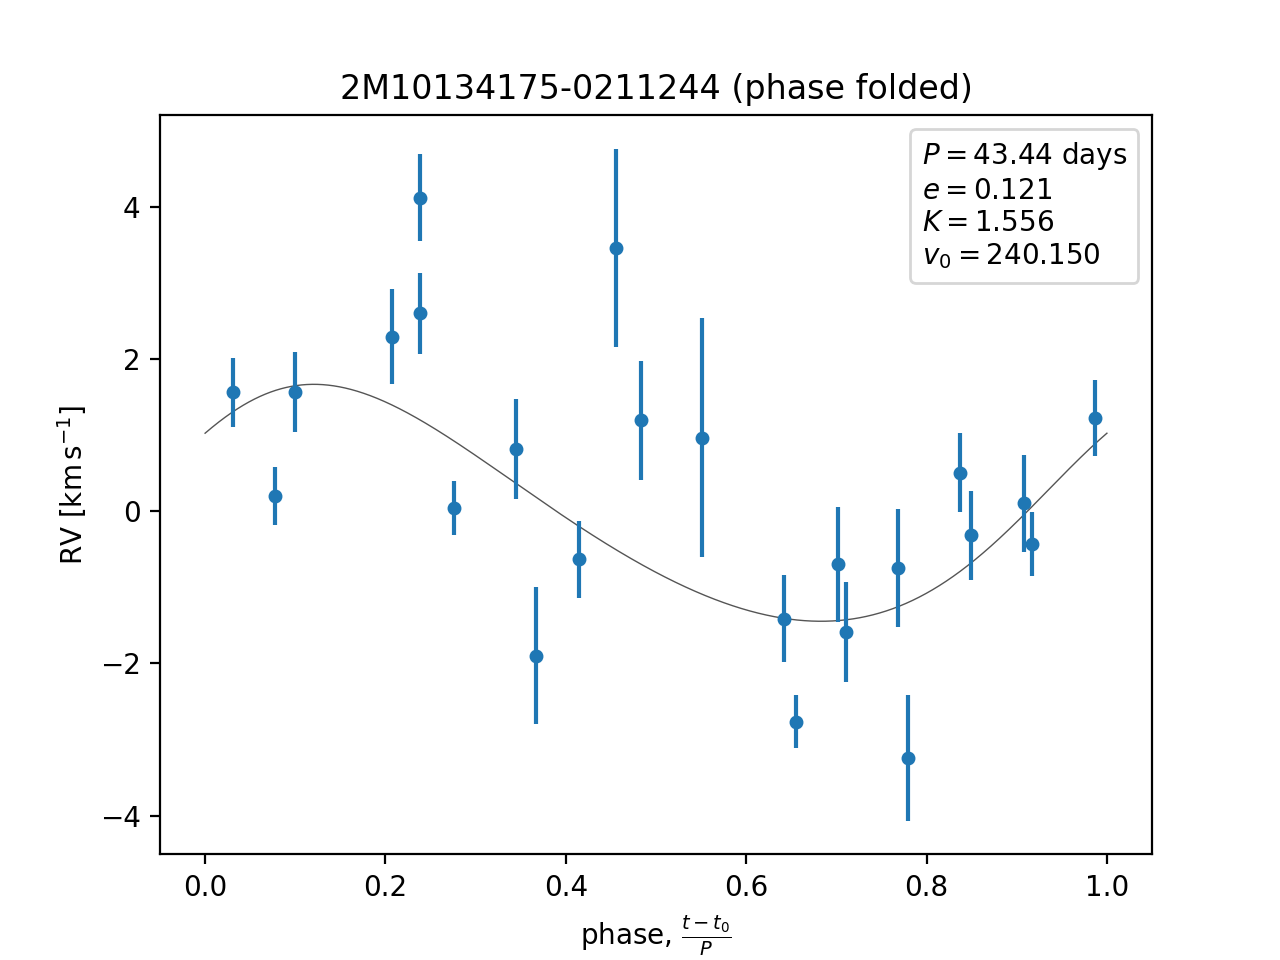 2M10134175-0211244 (phase folded)
P = 43.44 days
e = 0.121
K = 1.556
v₀ = 240.150
RV [km s⁻¹]
4
2
0
−2
−4
0.0 0.2 0.4 0.6 0.8 1.0
phase, (t − t₀)/P